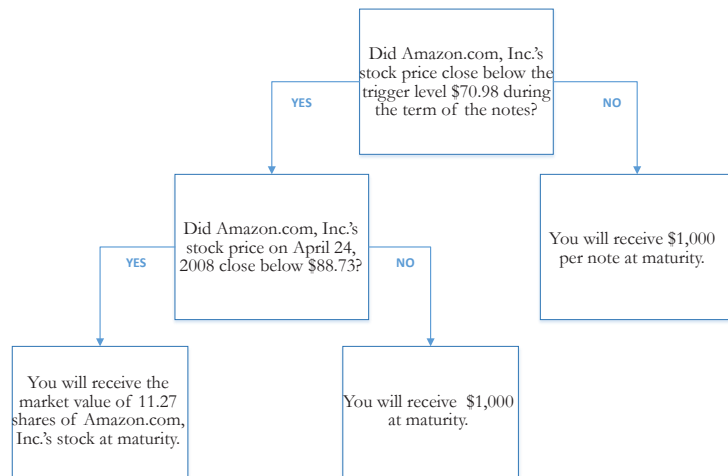 Did Amazon.com, Inc.'s
stock price close below the
trigger level $70.98 during
the term of the notes?
YES
NO
Did Amazon.com, Inc.'s
stock price on April 24,
2008 close below $88.73?
You will receive $1,000
per note at maturity.
YES
NO
You will receive the
market value of 11.27
shares of Amazon.com,
Inc.'s stock at maturity.
You will receive $1,000
at maturity.